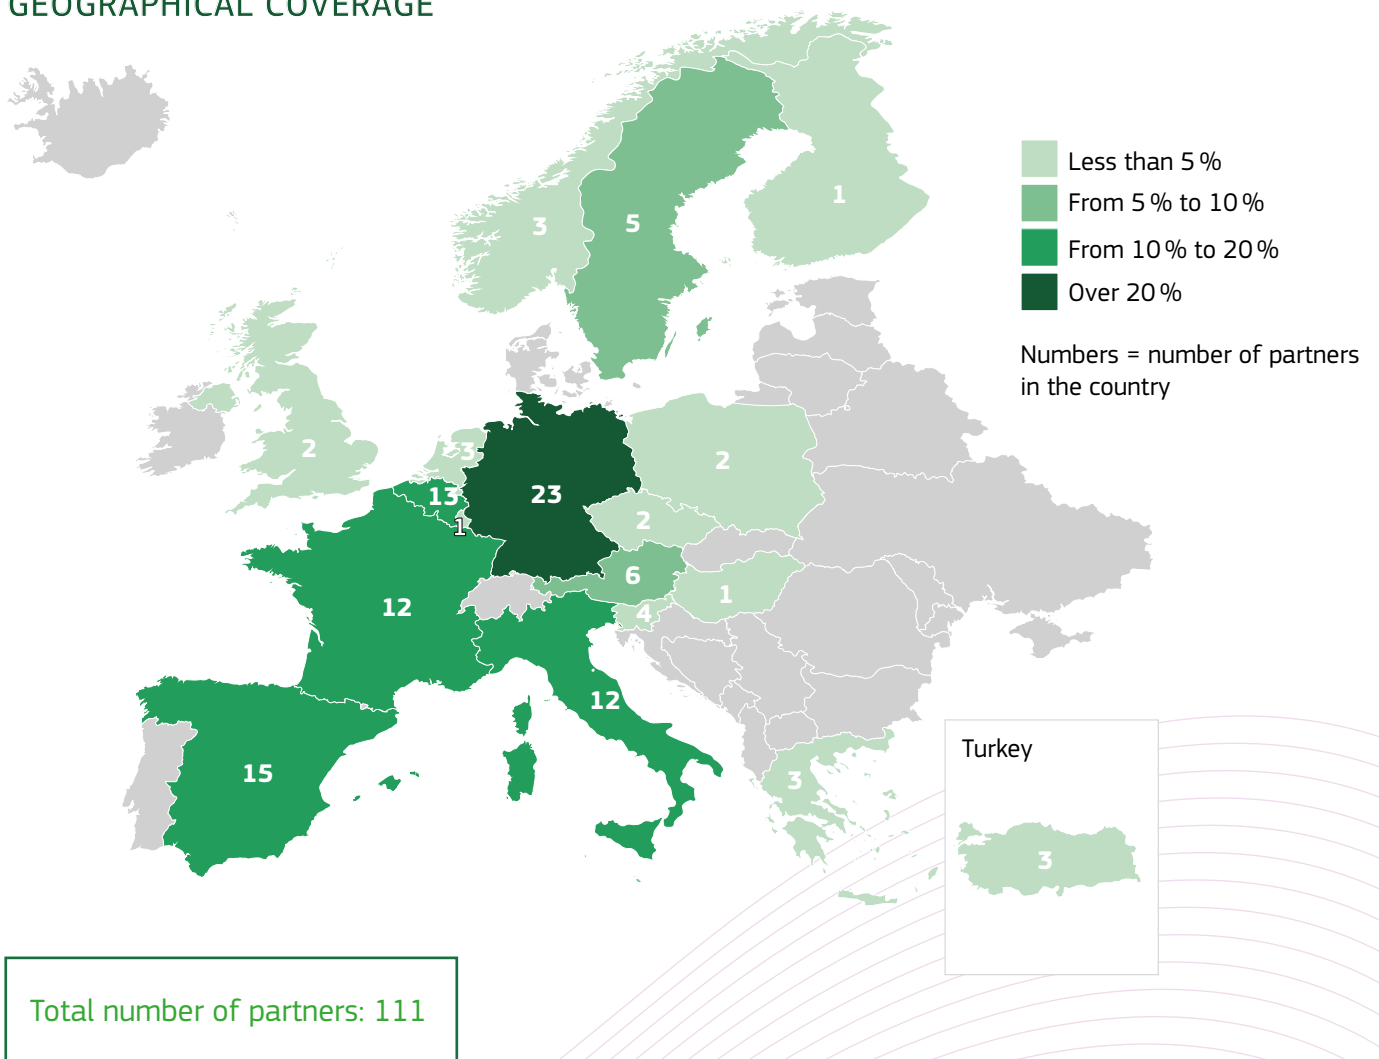 GEOGRAPHICAL COVERAGE
Less than 5 %
From 5 % to 10 %
From 10 % to 20 %
Over 20 %
Numbers = number of partners
in the country
1
3
5
2
3
2
13
23
1
2
6
1
12
4
12
15
3
Turkey
3
Total number of partners: 111